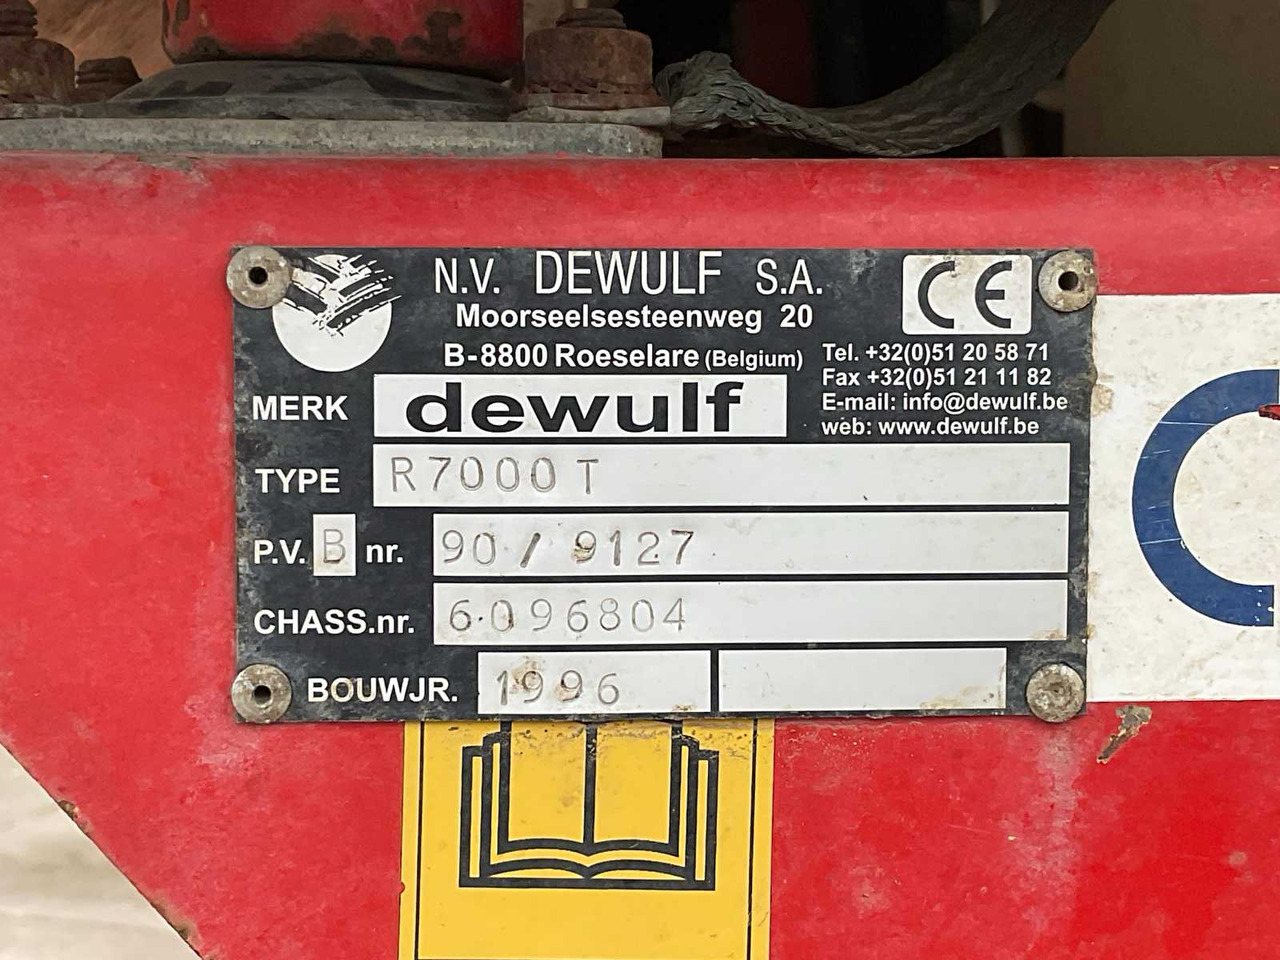 N.V. DEWULF S.A.
Moorseelsesteenweg 20
B-8800 Roeselare (Belgium)
CE
Tel. +32(0)51 20 58 71
Fax +32(0)51 21 11 82
E-mail: info@dewulf.be
web: www.dewulf.be
MERK dewulf
TYPE R7000T
P.V. B nr. 90/9127
CHASS.nr. 6.096804
BOUWJR. 1996